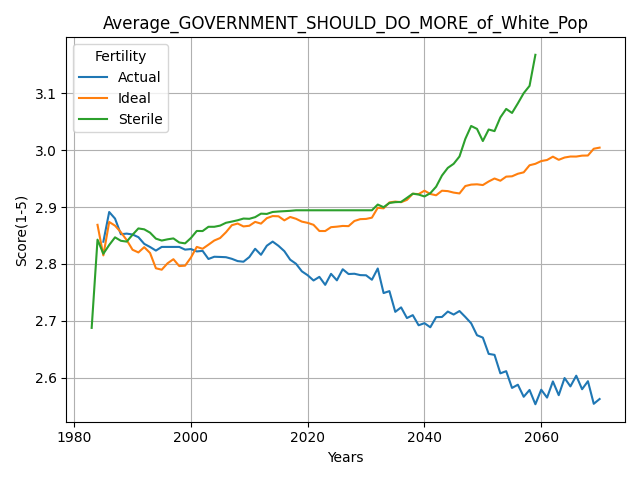 Average_GOVERNMENT_SHOULD_DO_MORE_of_White_Pop
Fertility
Actual
Ideal
Sterile
Score(1-5)
3.1
3.0
2.9
2.8
2.7
2.6
1980
2000
2020
2040
2060
Years